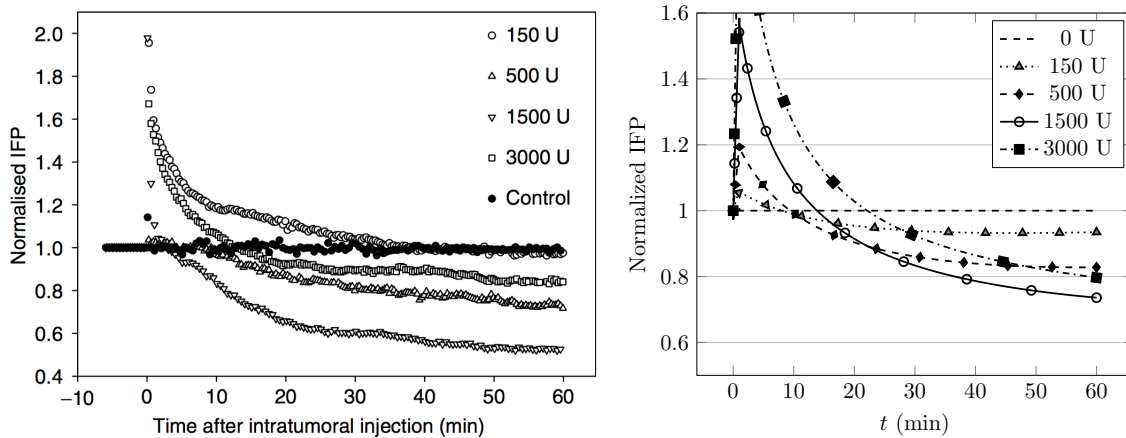 2.0
1.8
1.6
1.4
1.2
1.0
0.8
0.6
0.4
Normalised IFP
−10 0 10 20 30 40 50 60
Time after intratumoral injection (min)
150 U
500 U
1500 U
3000 U
Control
1.6
1.4
1.2
1
0.8
0.6
Normalized IFP
0 10 20 30 40 50 60
t (min)
0 U
150 U
500 U
1500 U
3000 U